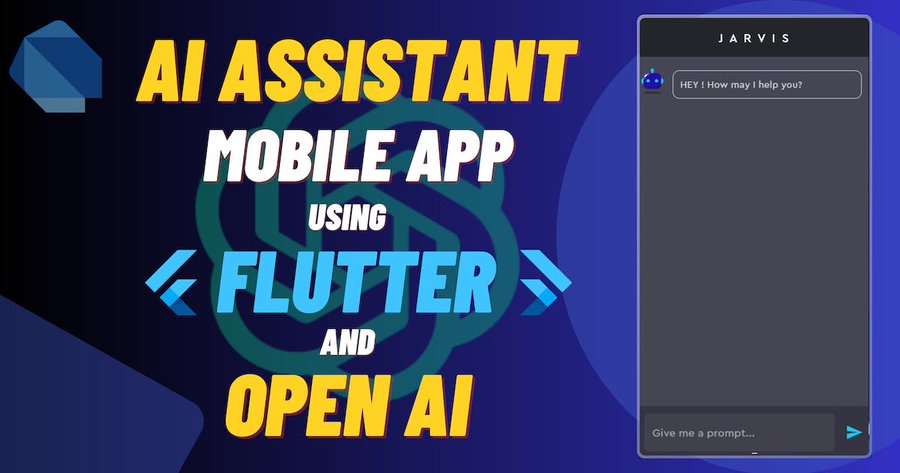 AI ASSISTANT
MOBILE APP
USING
FLUTTER
AND
OPEN AI
JARVIS
HEY ! How may I help you?
Give me a prompt...